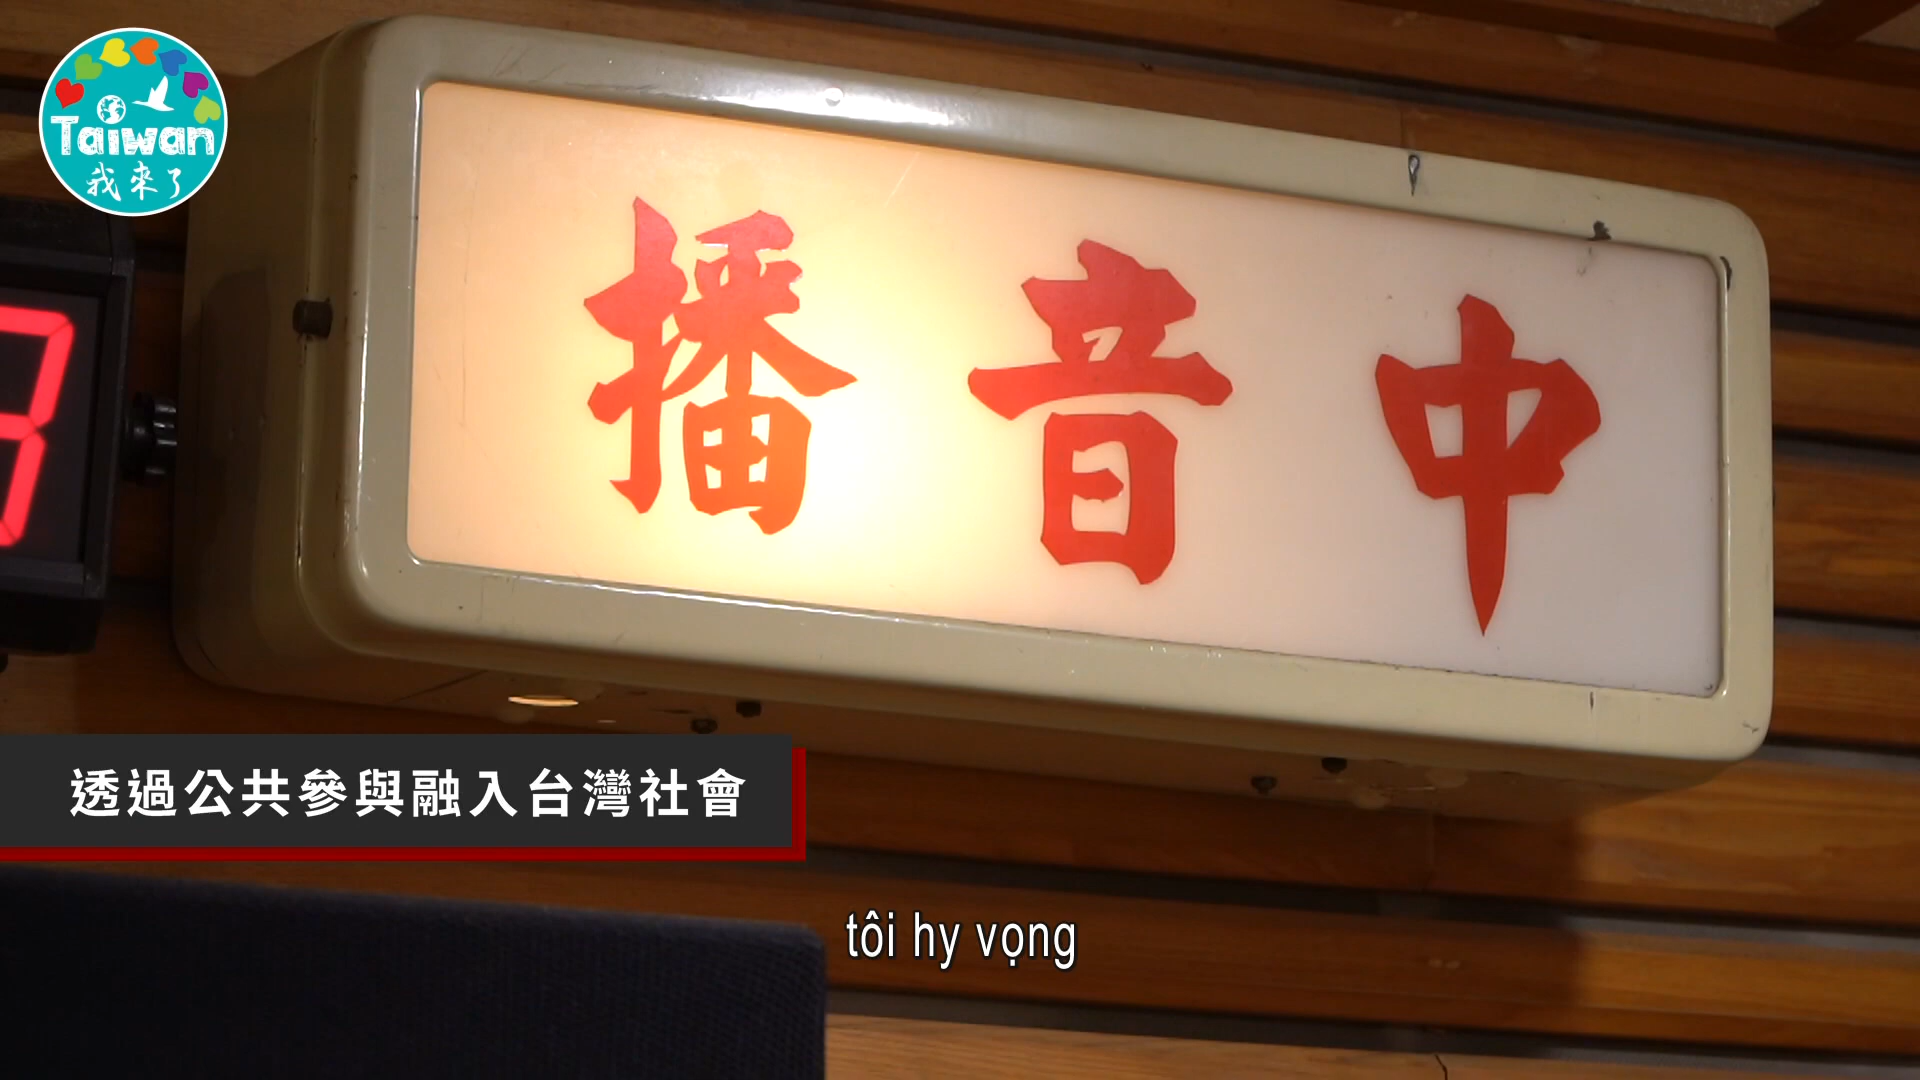 Taiwan
我來了
播音中
透過公共參與融入台灣社會
tôi hy vọng